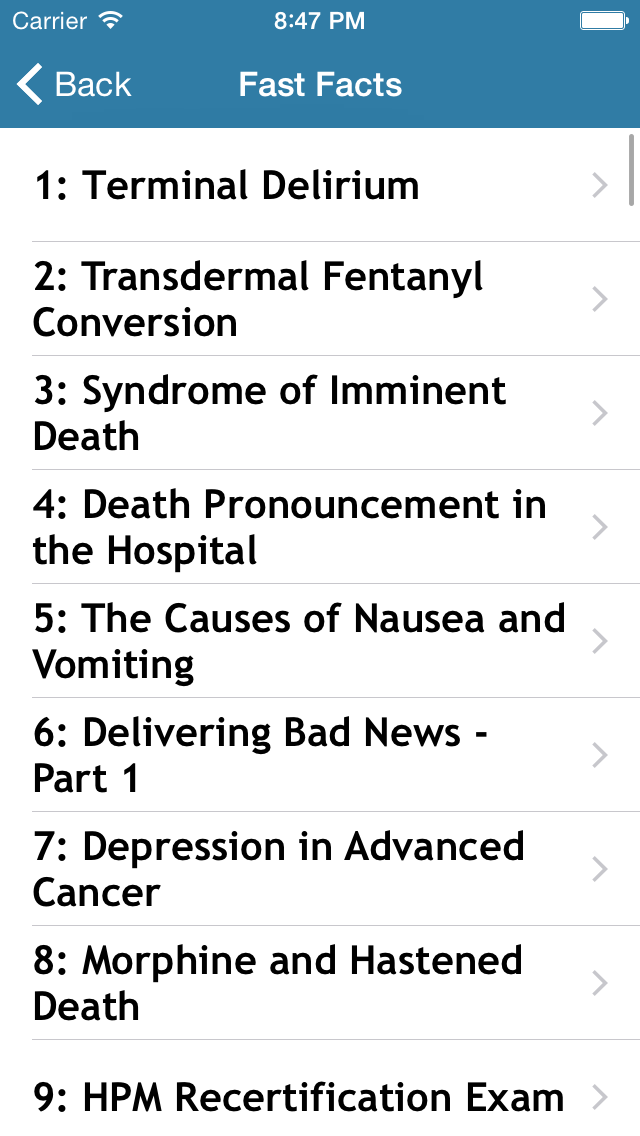 Carrier 8:47 PM
Back Fast Facts
1: Terminal Delirium
2: Transdermal Fentanyl
Conversion
3: Syndrome of Imminent
Death
4: Death Pronouncement in
the Hospital
5: The Causes of Nausea and
Vomiting
6: Delivering Bad News -
Part 1
7: Depression in Advanced
Cancer
8: Morphine and Hastened
Death
9: HPM Recertification Exam